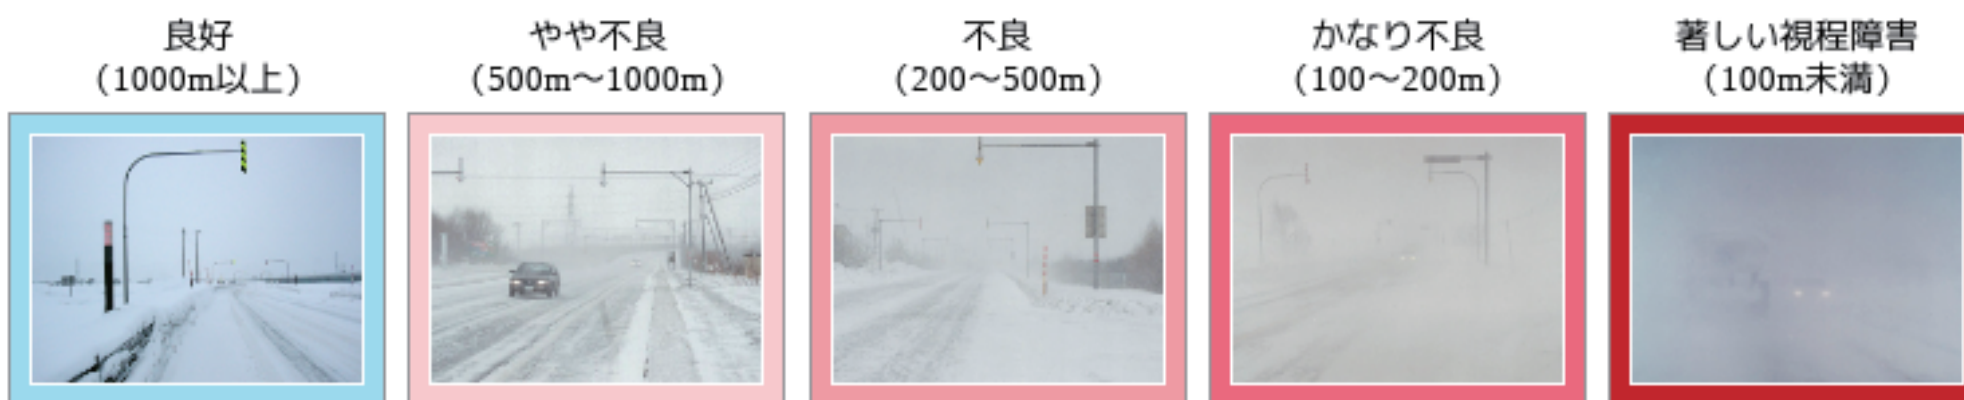 良好
(1000m以上)
やや不良
(500m～1000m)
不良
(200～500m)
かなり不良
(100～200m)
著しい視程障害
(100m未満)